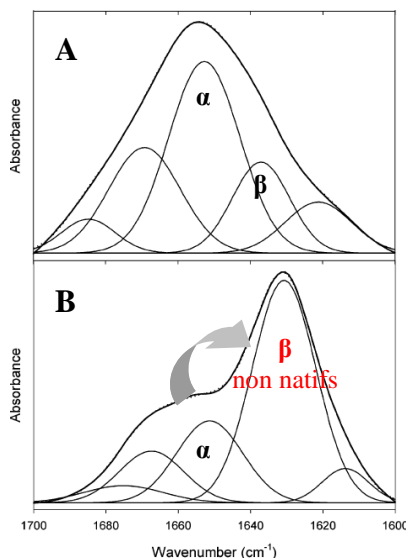 A
α
β
Absorbance
B
β
non natifs
α
Absorbance
1700 1680 1660 1640 1620 1600
Wavenumber (cm⁻¹)